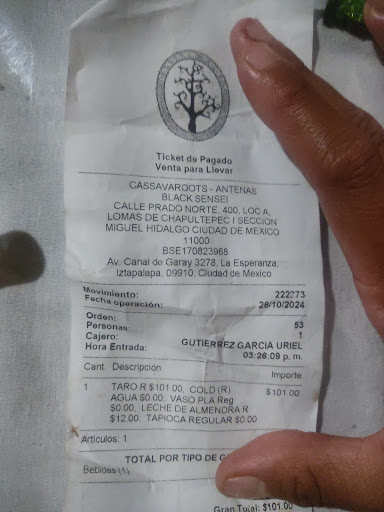 Ticket de Pagado
Venta para Llevar
CASSAVAROOTS - ANTENAS
BLACK SENSEI
CALLE PRADO NORTE, 400, LOC A,
LOMAS DE CHAPULTEPEC I SECCION
MIGUEL HIDALGO CIUDAD DE MEXICO
11000
BSE170823968
Av. Canal de Garay 3278, La Esperanza,
Iztapalapa, 09910, Ciudad de Mexico
Movimiento: 222273
Fecha operación: 26/10/2024
Orden: 53
Personas: 1
Cajero: GUTIERREZ GARCIA URIEL
Hora Entrada: 03:26:09 p. m.
Cant. Descripción Importe
1 TARO R $101.00, COLD (R) $101.00
AGUA $0.00, VASO PLA Reg
$0.00, LECHE DE ALMENDRA R
$12.00, TAPIOCA REGULAR $0.00
Articulos: 1
TOTAL POR TIPO DE
Bebidas (1)
Gran Total: $101.00